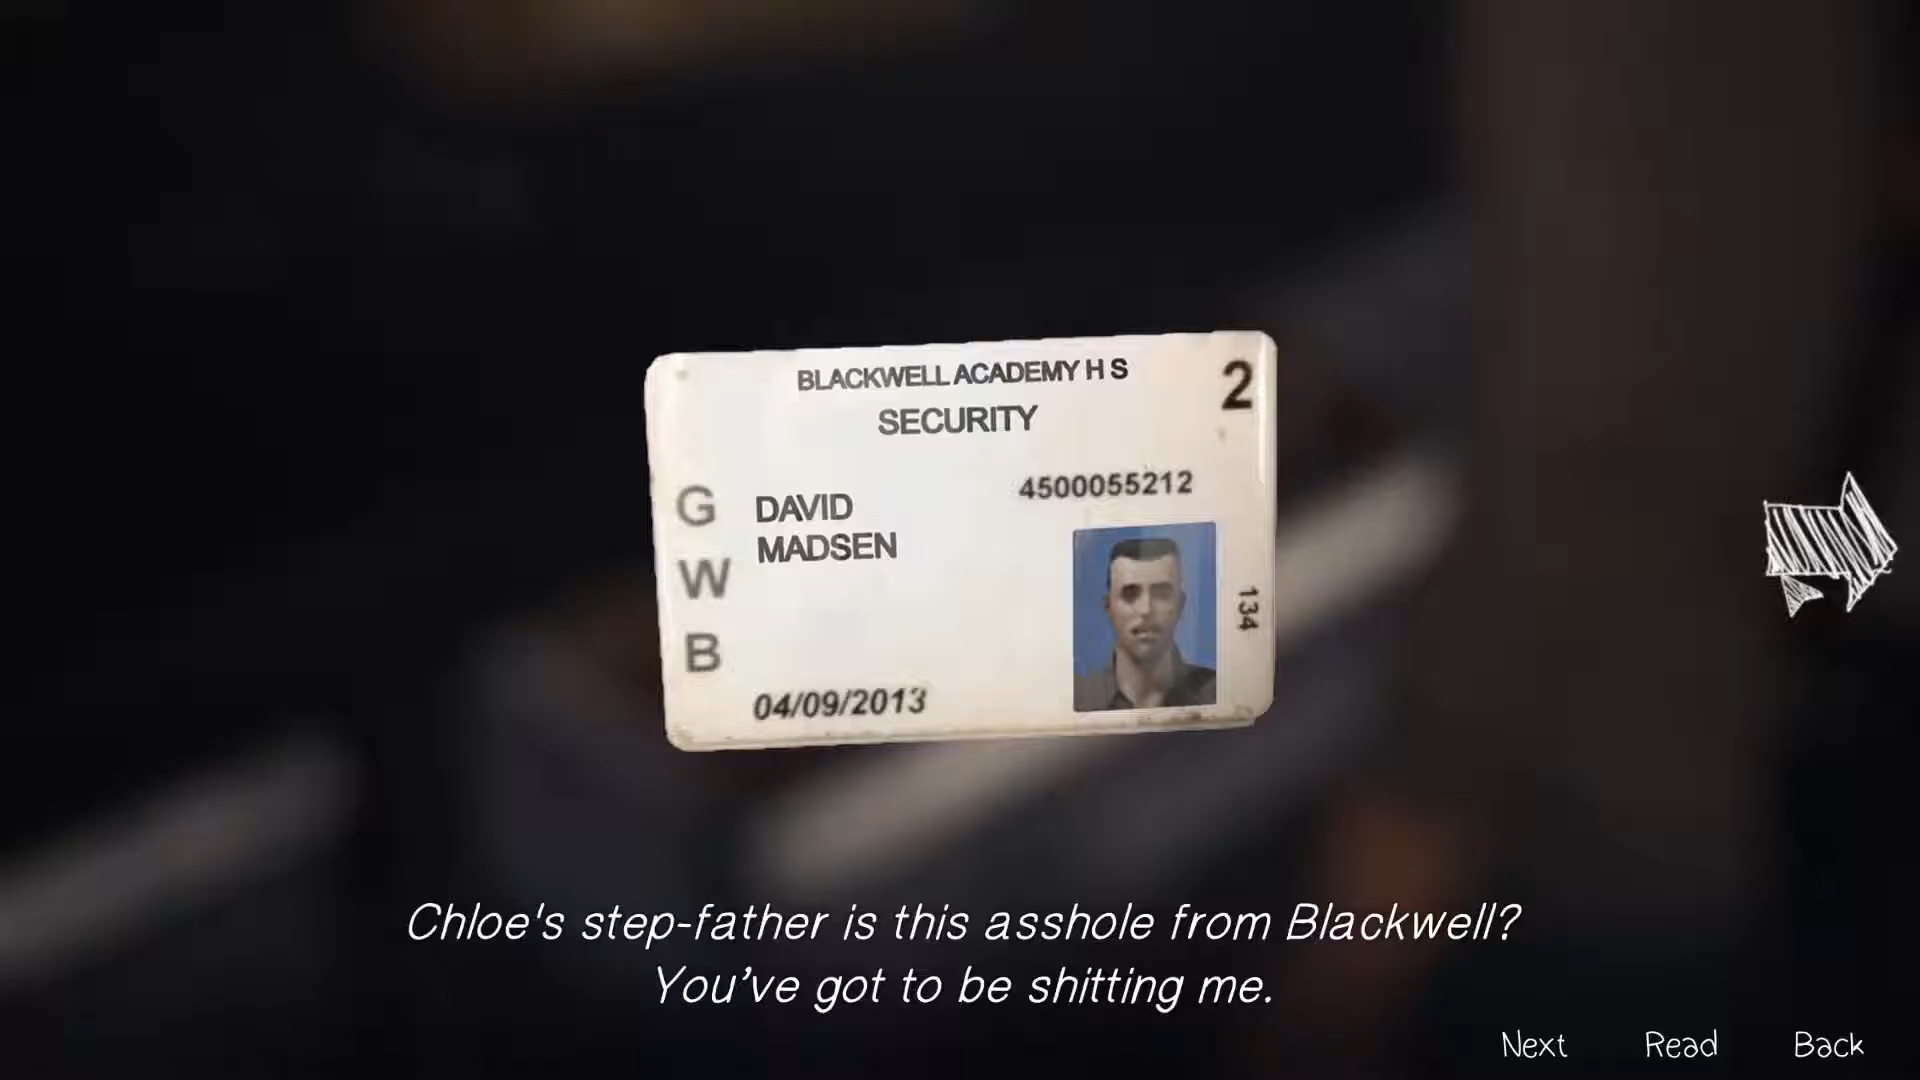 BLACKWELL ACADEMY H S
2
SECURITY
4500055212
G
DAVID
MADSEN
W
134
B
04/09/2013
Chloe's step-father is this asshole from Blackwell?
You’ve got to be shitting me.
Next Read Back